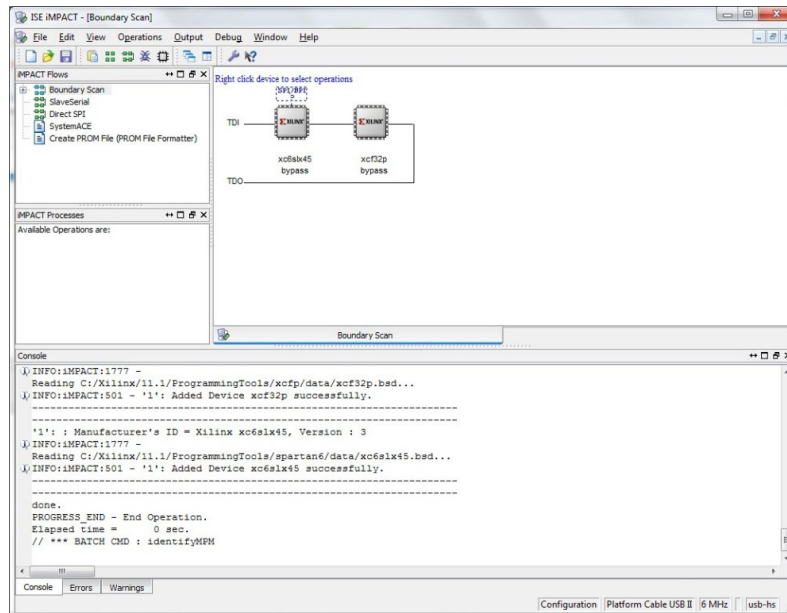 ISE iMPACT - [Boundary Scan]
File Edit View Operations Output Debug Window Help
iMPACT Flows
Boundary Scan
SlaveSerial
Direct SPI
SystemACE
Create PROM File (PROM File Formatter)
Right click device to select operations
SPI/BPI
?
TDI
XILINX
XILINX
xc6slx45
xcf32p
bypass
bypass
TDO
iMPACT Processes
Available Operations are:
Boundary Scan
Console
INFO:iMPACT:1777 -
Reading C:/Xilinx/11.1/ProgrammingTools/xcfp/data/xcf32p.bsd...
INFO:iMPACT:501 - '1': Added Device xcf32p successfully.
----------------------------------------------------------------------
----------------------------------------------------------------------
'1': : Manufacturer's ID = Xilinx xc6slx45, Version : 3
INFO:iMPACT:1777 -
Reading C:/Xilinx/11.1/ProgrammingTools/spartan6/data/xc6slx45.bsd...
INFO:iMPACT:501 - '1': Added Device xc6slx45 successfully.
----------------------------------------------------------------------
----------------------------------------------------------------------
done.
PROGRESS_END - End Operation.
Elapsed time = 0 sec.
// *** BATCH CMD : identifyMPM
Console Errors Warnings
Configuration Platform Cable USB II 6 MHz usb-hs